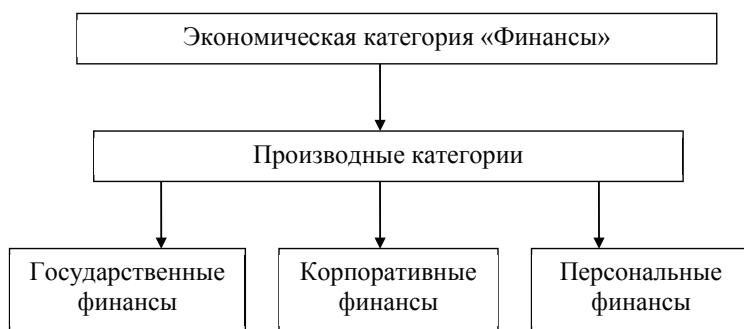 Экономическая категория «Финансы»
Производные категории
Государственные
финансы
Корпоративные
финансы
Персональные
финансы